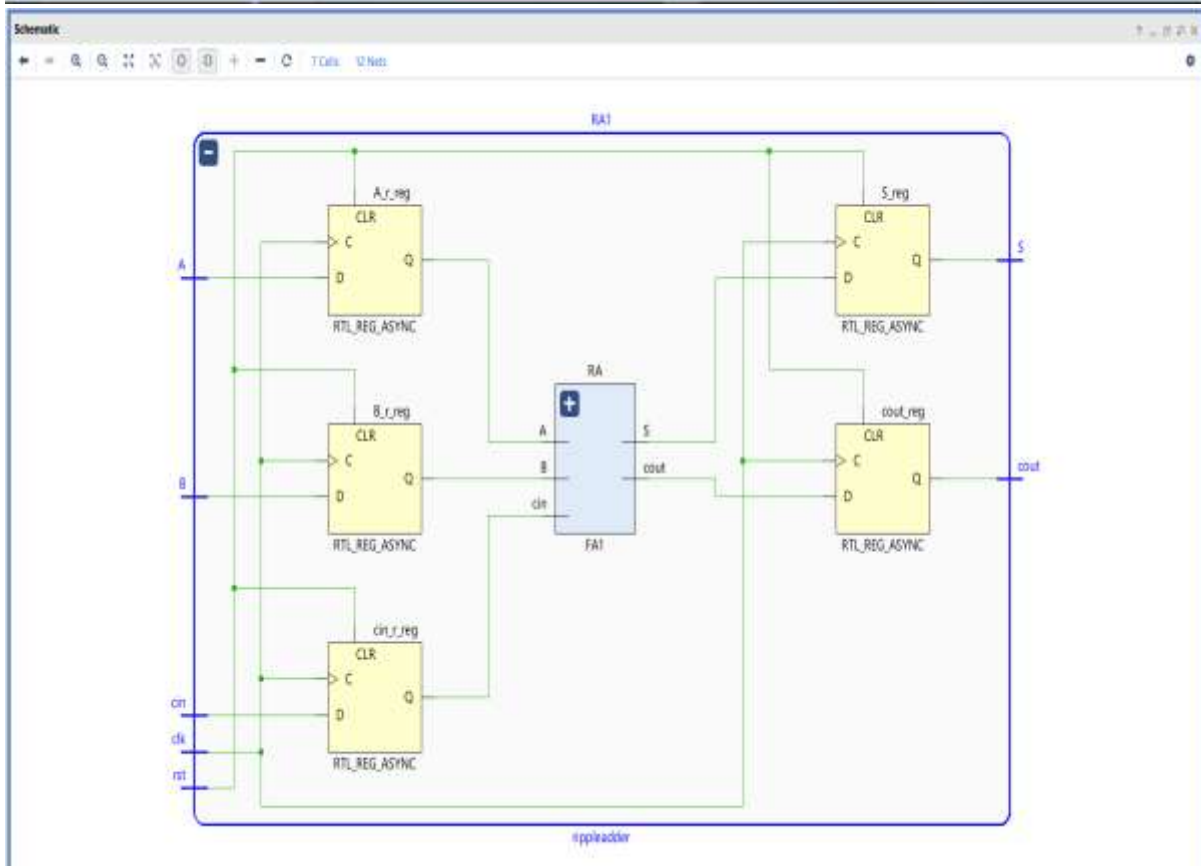 Schematic
7 Cells 12 Nets
RA1
A_r_reg
CLR
C
Q
D
RTL_REG_ASYNC
S_reg
CLR
C
Q
D
RTL_REG_ASYNC
A
S
B_r_reg
CLR
C
Q
D
RTL_REG_ASYNC
RA
A
B
cin
S
cout
FA1
cout_reg
CLR
C
Q
D
RTL_REG_ASYNC
B
cout
cin_r_reg
CLR
C
Q
D
RTL_REG_ASYNC
cin
clk
rst
rippleadder